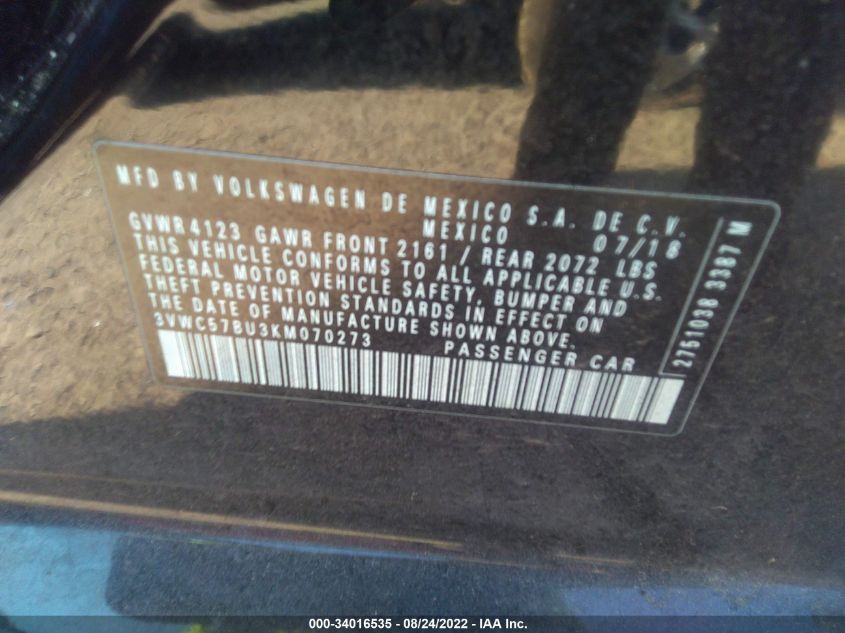 MFD BY VOLKSWAGEN DE MEXICO S.A. DE C.V.
MEXICO 07/18
GVWR 4123 GAWR FRONT 2161 / REAR 2072 LBS
THIS VEHICLE CONFORMS TO ALL APPLICABLE U.S.
FEDERAL MOTOR VEHICLE SAFETY, BUMPER AND
THEFT PREVENTION STANDARDS IN EFFECT ON
THE DATE OF MANUFACTURE SHOWN ABOVE.
3VWC57BU3KM070273 PASSENGER CAR
2751038 3387 M
000-34016535 - 08/24/2022 - IAA Inc.